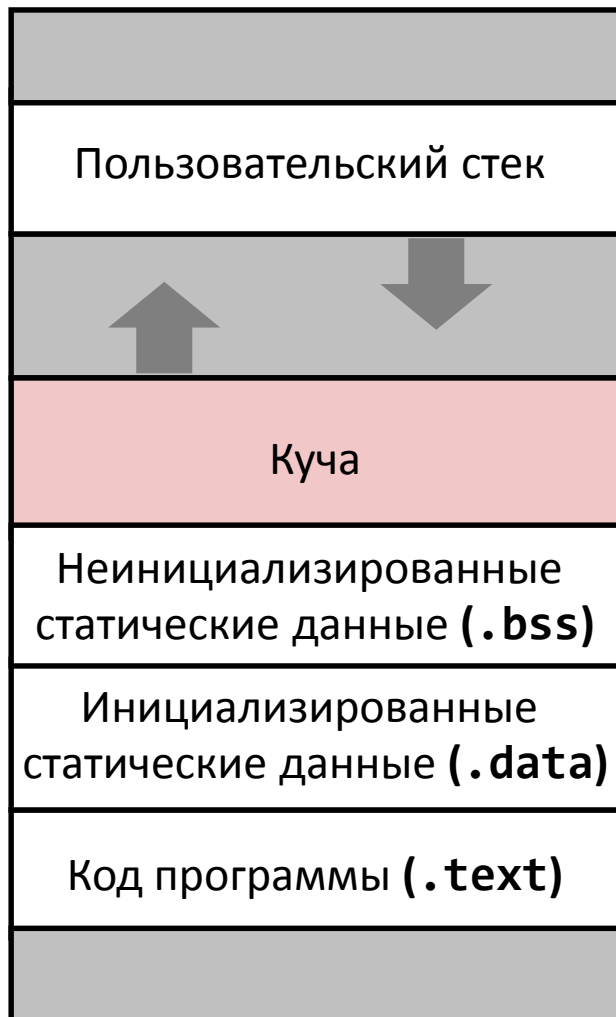 Пользовательский стек
Куча
Неинициализированные
статические данные (.bss)
Инициализированные
статические данные (.data)
Код программы (.text)